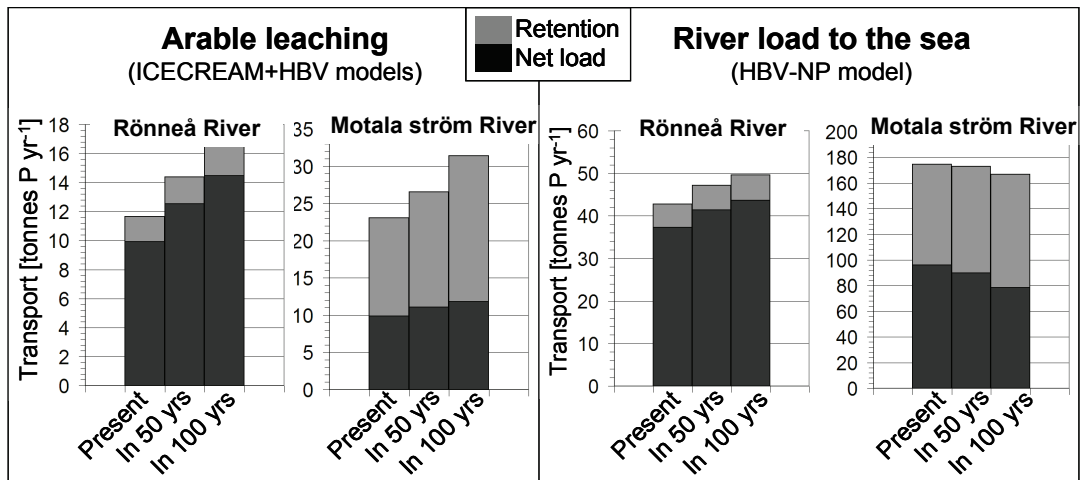 Arable leaching
(ICECREAM+HBV models)
Retention
Net load
River load to the sea
(HBV-NP model)
Transport [tonnes P yr-1]
18
16
14
12
10
8
6
4
2
0
Rönneå River
Present
In 50 yrs
In 100 yrs
35
30
25
20
15
10
5
0
Motala ström River
Present
In 50 yrs
In 100 yrs
Transport [tonnes P yr-1]
60
50
40
30
20
10
0
Rönneå River
Present
In 50 yrs
In 100 yrs
200
180
160
140
120
100
80
60
40
20
0
Motala ström River
Present
In 50 yrs
In 100 yrs